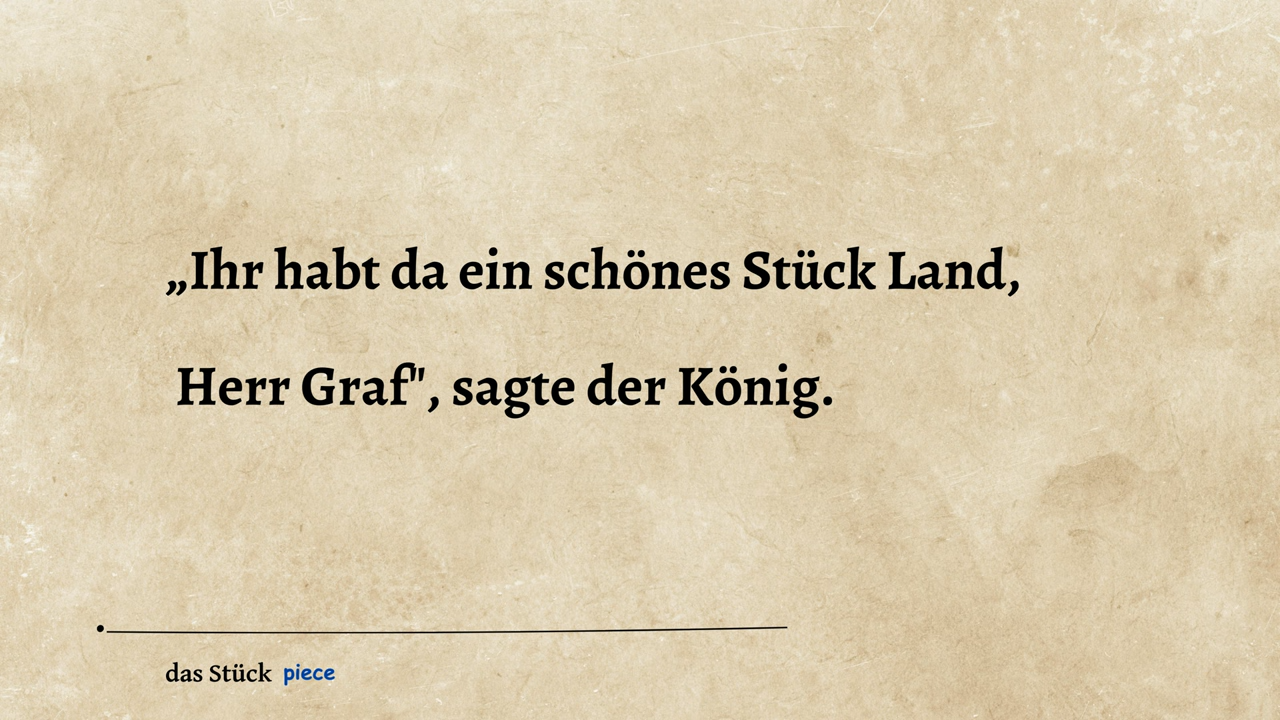 „Ihr habt da ein schönes Stück Land,
Herr Graf", sagte der König.
das Stück piece